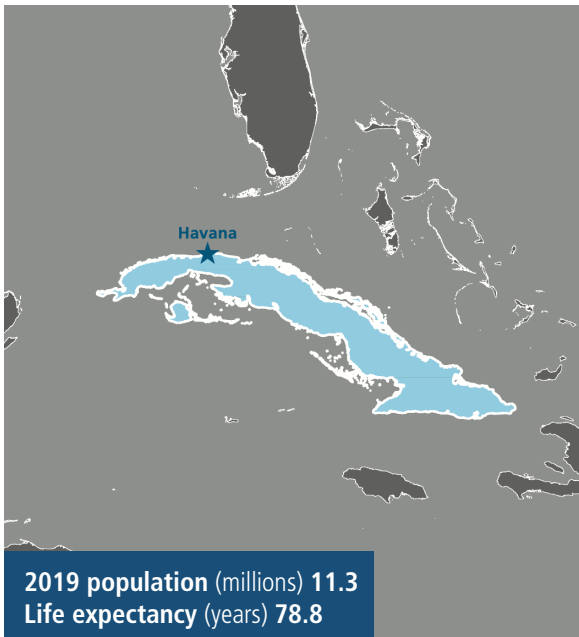 Havana
2019 population (millions) 11.3
Life expectancy (years) 78.8